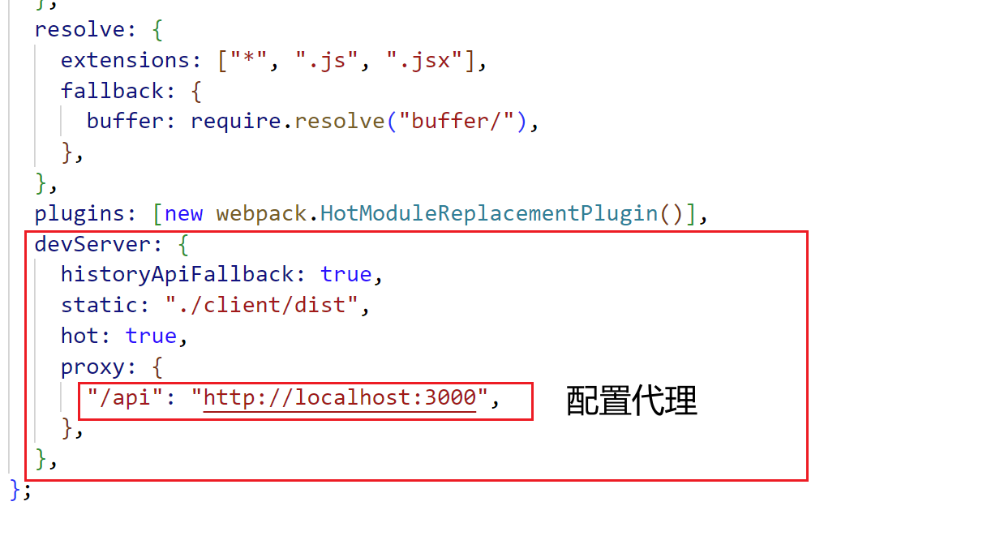 },
resolve: {
extensions: ["*", ".js", ".jsx"],
fallback: {
buffer: require.resolve("buffer/"),
},
},
plugins: [new webpack.HotModuleReplacementPlugin()],
devServer: {
historyApiFallback: true,
static: "./client/dist",
hot: true,
proxy: {
"/api": "http://localhost:3000", 配置代理
},
},
};